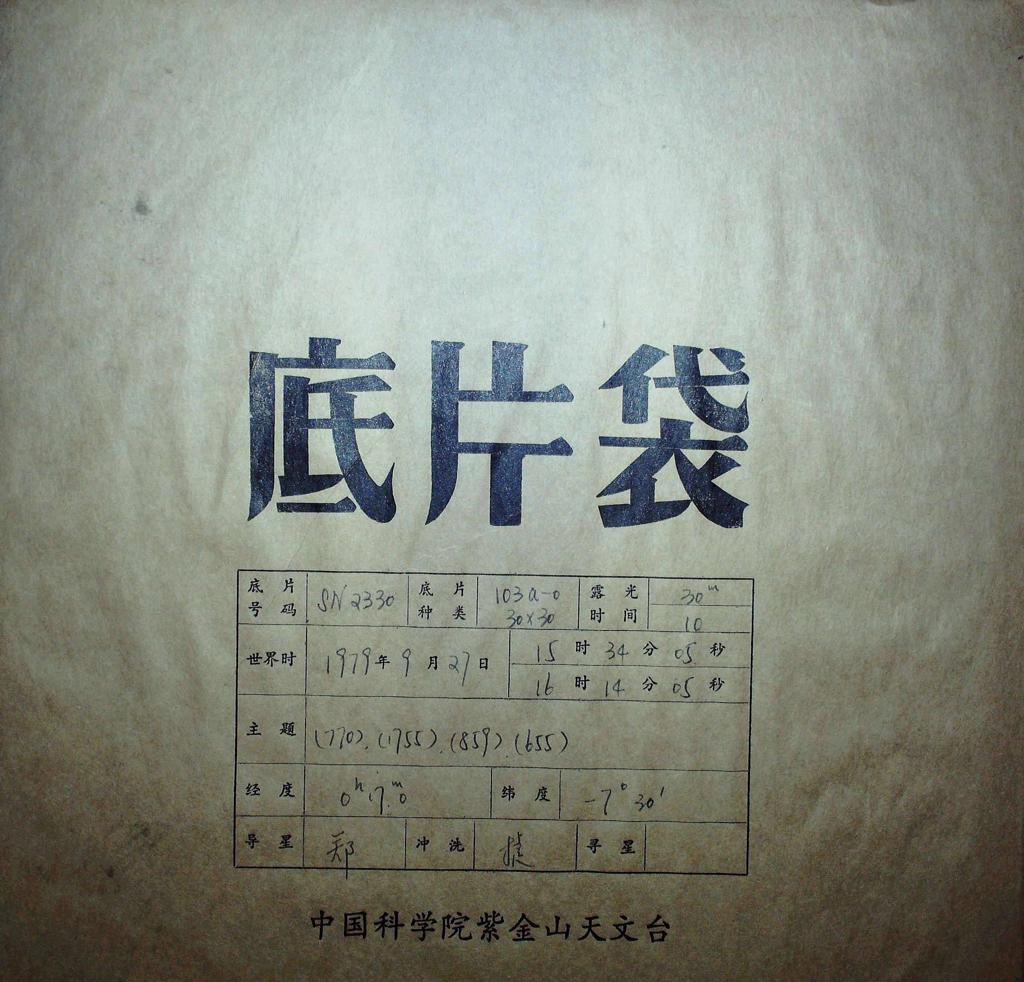 底片袋
底片号码 SN2330 底片种类 103a-0 30×30 露光时间 30ᵐ 10
世界时 1979年9月27日 15时34分05秒
16时14分05秒
主题 (770).(1755).(859).(655)
经度 0ʰ17ᵐ.0 纬度 -7°30′
导星 郑 冲洗 捷 寻星
中国科学院紫金山天文台